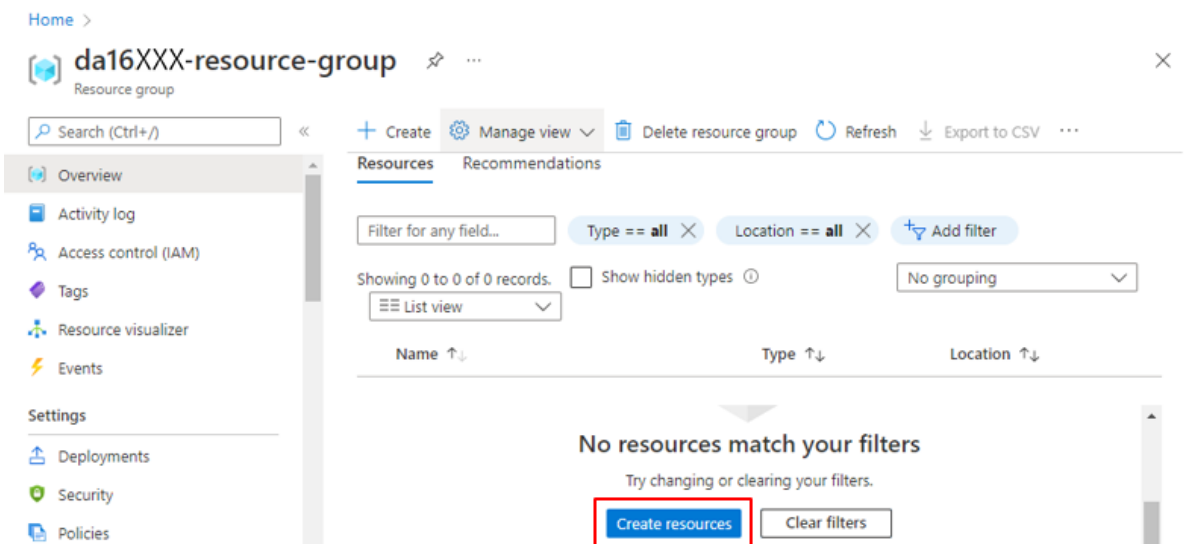 Home >
da16XXX-resource-group ...
Resource group
Search (Ctrl+/) «
+ Create Manage view Delete resource group Refresh Export to CSV ...
Resources Recommendations
Overview
Activity log
Access control (IAM)
Tags
Resource visualizer
Events
Settings
Deployments
Security
Policies
Filter for any field... Type == all Location == all Add filter
Showing 0 to 0 of 0 records. Show hidden types No grouping
List view
Name ↑↓ Type ↑↓ Location ↑↓
No resources match your filters
Try changing or clearing your filters.
Create resources Clear filters